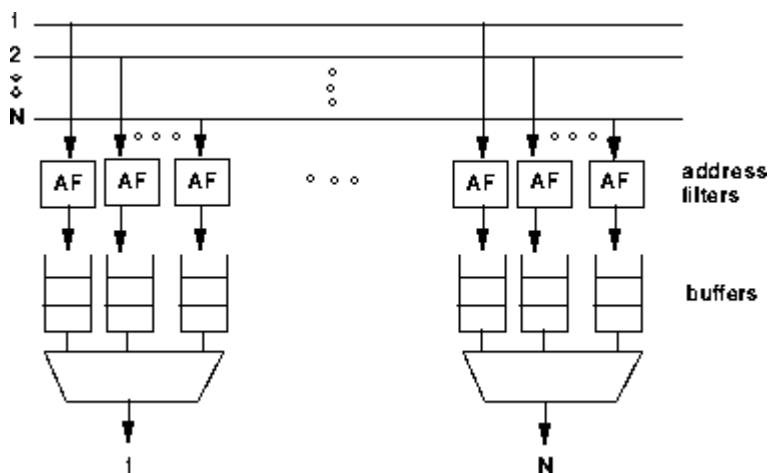 1
2
N
AF AF AF AF AF AF
address
filters
buffers
1 N